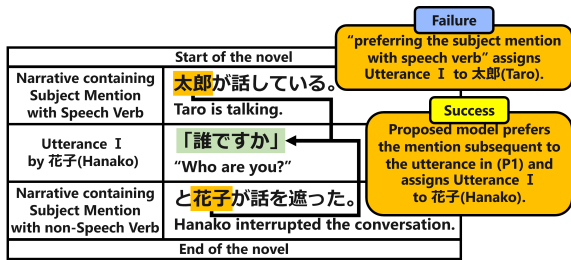 Failure
“preferring the subject mention
with speech verb” assigns
Utterance Ⅰ to 太郎(Taro).
Start of the novel
Narrative containing
Subject Mention
with Speech Verb
太郎が話している。
Taro is talking.
Success
Proposed model prefers
the mention subsequent to
the utterance in (P1) and
assigns Utterance Ⅰ
to 花子(Hanako).
Utterance Ⅰ
by 花子(Hanako)
「誰ですか」
“Who are you?”
Narrative containing
Subject Mention
with non-Speech Verb
と花子が話を遮った。
Hanako interrupted the conversation.
End of the novel